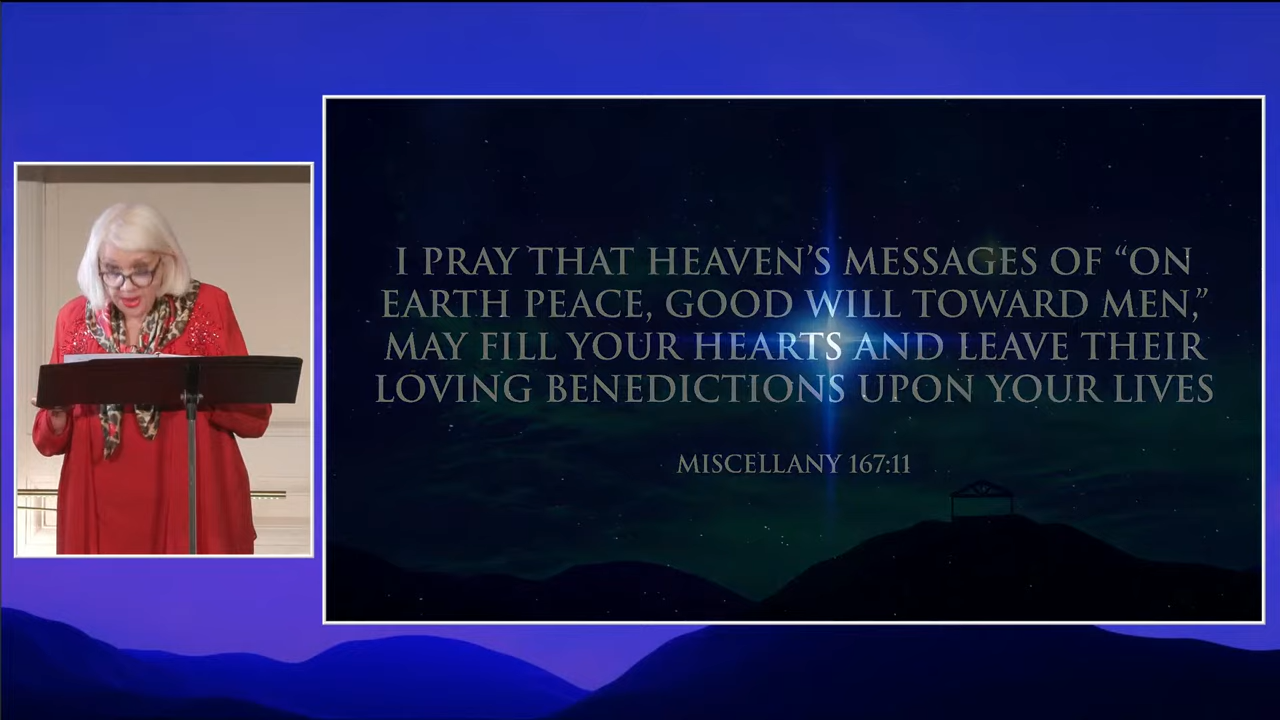 I PRAY THAT HEAVEN’S MESSAGES OF “ON
EARTH PEACE, GOOD WILL TOWARD MEN,”
MAY FILL YOUR HEARTS AND LEAVE THEIR
LOVING BENEDICTIONS UPON YOUR LIVES
MISCELLANY 167:11